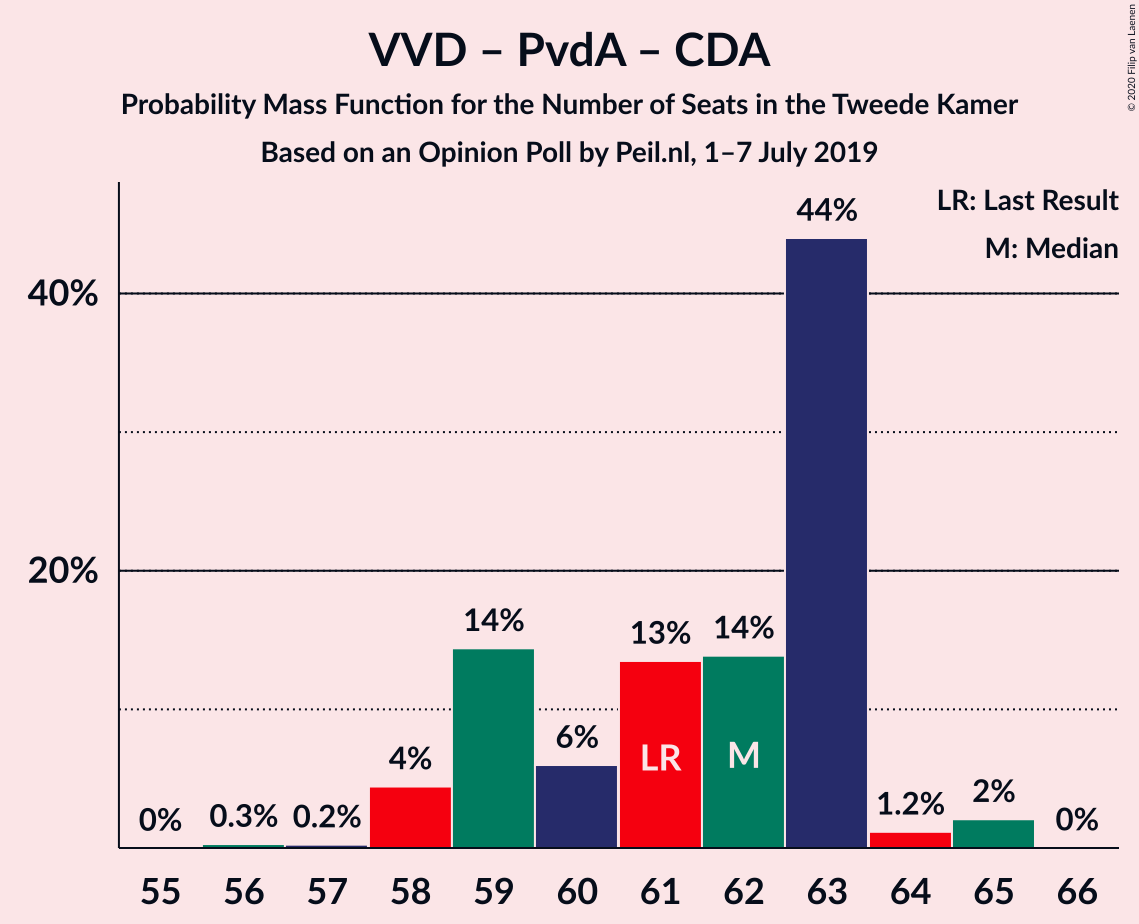 VVD – PvdA – CDA
Probability Mass Function for the Number of Seats in the Tweede Kamer
Based on an Opinion Poll by Peil.nl, 1–7 July 2019
© 2020 Filip van Laenen
LR: Last Result
M: Median
40%
20%
0%
0.3%
0.2%
4%
14%
6%
13%
14%
44%
1.2%
2%
0%
LR
M
55 56 57 58 59 60 61 62 63 64 65 66